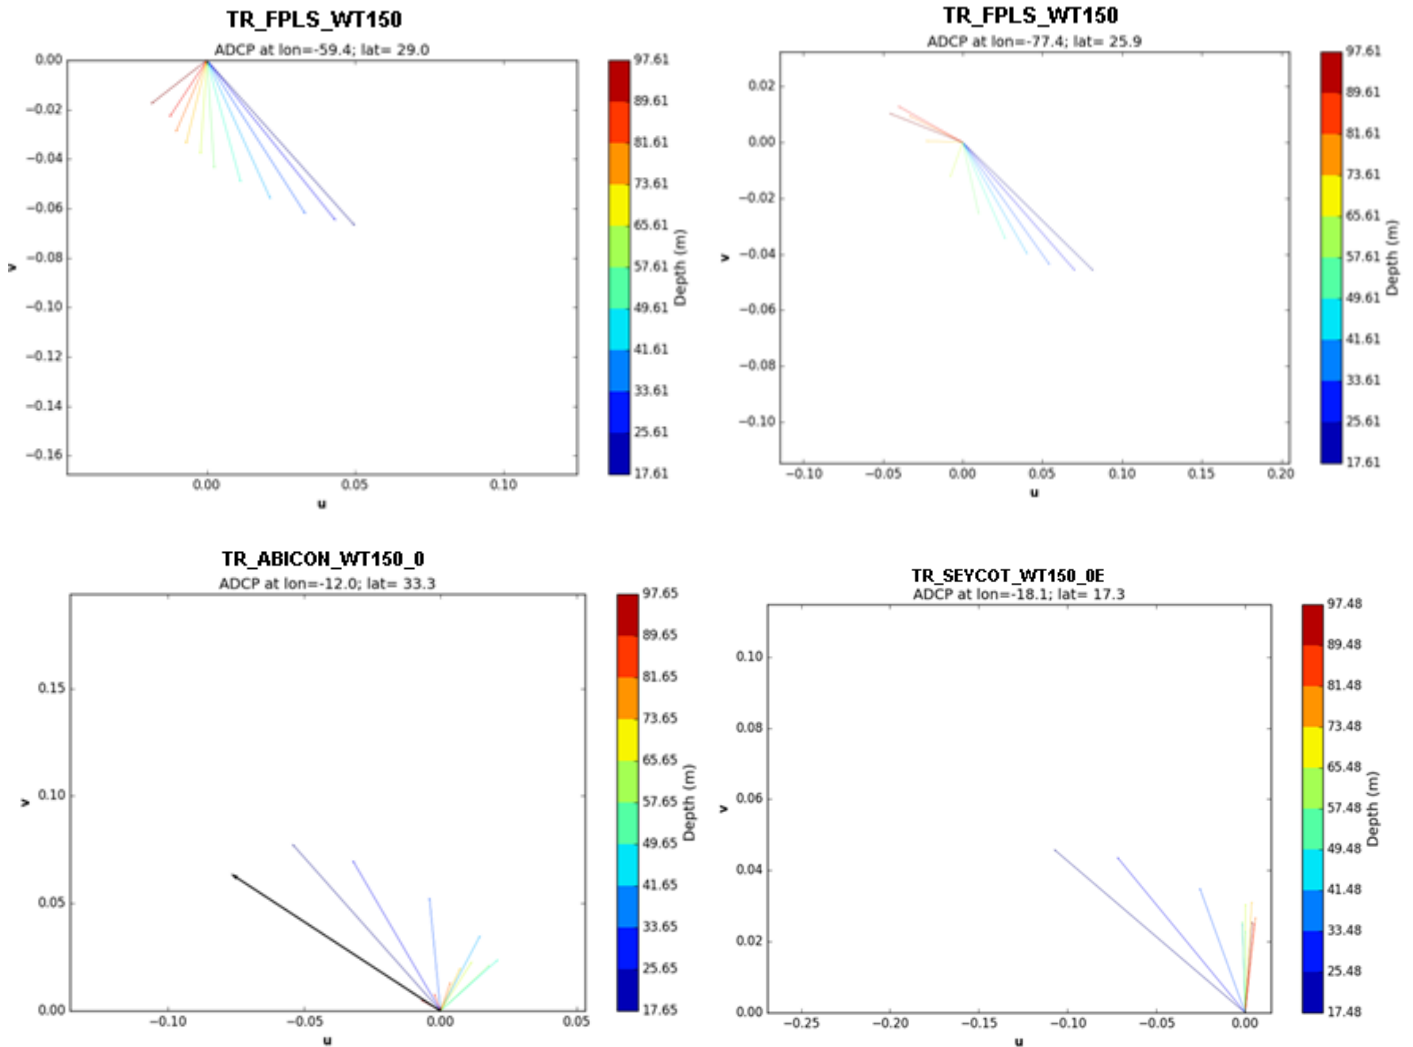 TR_FPLS_WT150
ADCP at lon=-59.4; lat= 29.0
0.00
−0.02
−0.04
−0.06
−0.08
−0.10
−0.12
−0.14
−0.16
v
0.00 0.05 0.10
u
97.61
89.61
81.61
73.61
65.61
57.61
49.61
41.61
33.61
25.61
17.61
Depth (m)
TR_FPLS_WT150
ADCP at lon=-77.4; lat= 25.9
0.02
0.00
−0.02
−0.04
−0.06
−0.08
−0.10
v
−0.10 −0.05 0.00 0.05 0.10 0.15 0.20
u
97.61
89.61
81.61
73.61
65.61
57.61
49.61
41.61
33.61
25.61
17.61
Depth (m)
TR_ABICON_WT150_0
ADCP at lon=-12.0; lat= 33.3
0.15
0.10
0.05
0.00
v
−0.10 −0.05 0.00 0.05
u
97.65
89.65
81.65
73.65
65.65
57.65
49.65
41.65
33.65
25.65
17.65
Depth (m)
TR_SEYCOT_WT150_0E
ADCP at lon=-18.1; lat= 17.3
0.10
0.08
0.06
0.04
0.02
0.00
v
−0.25 −0.20 −0.15 −0.10 −0.05 0.00
u
97.48
89.48
81.48
73.48
65.48
57.48
49.48
41.48
33.48
25.48
17.48
Depth (m)